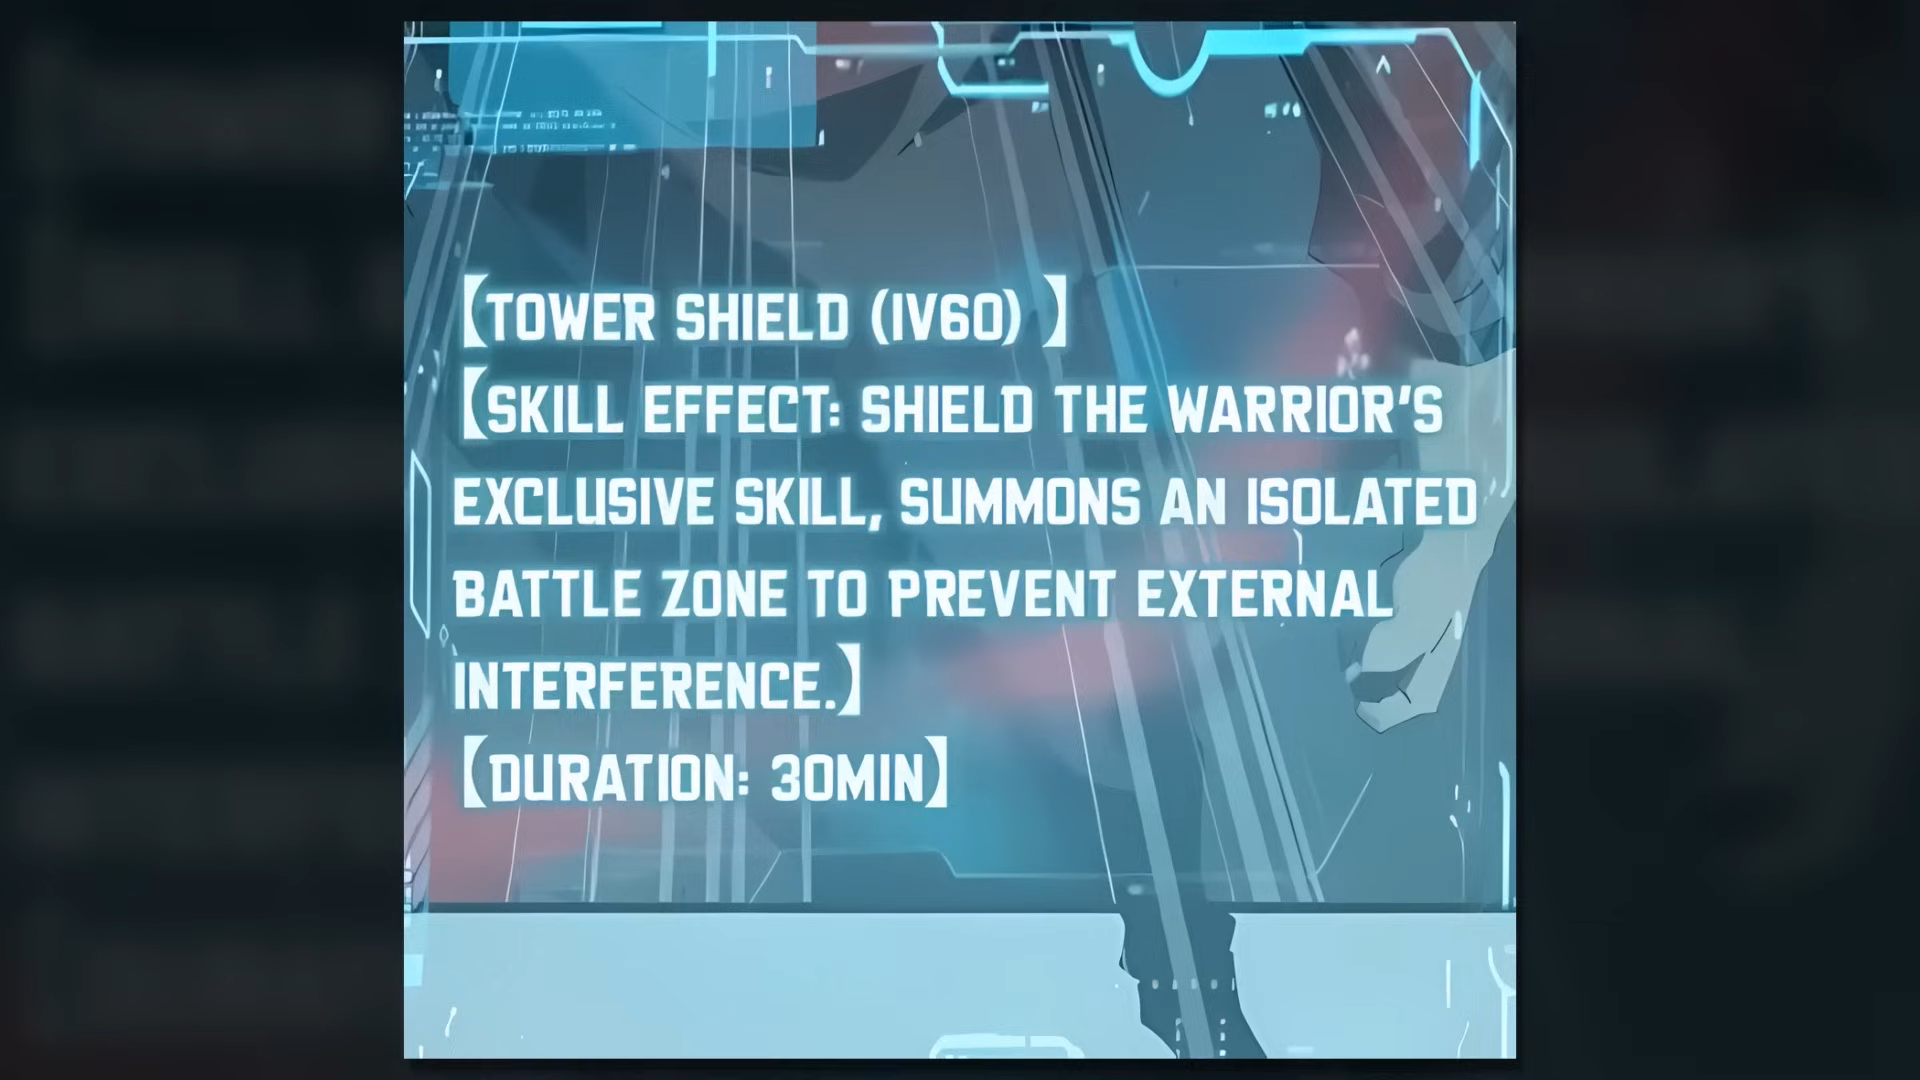 【TOWER SHIELD (IV60) 】
【SKILL EFFECT: SHIELD THE WARRIOR'S
EXCLUSIVE SKILL, SUMMONS AN ISOLATED
BATTLE ZONE TO PREVENT EXTERNAL
INTERFERENCE.】
【DURATION: 30MIN】